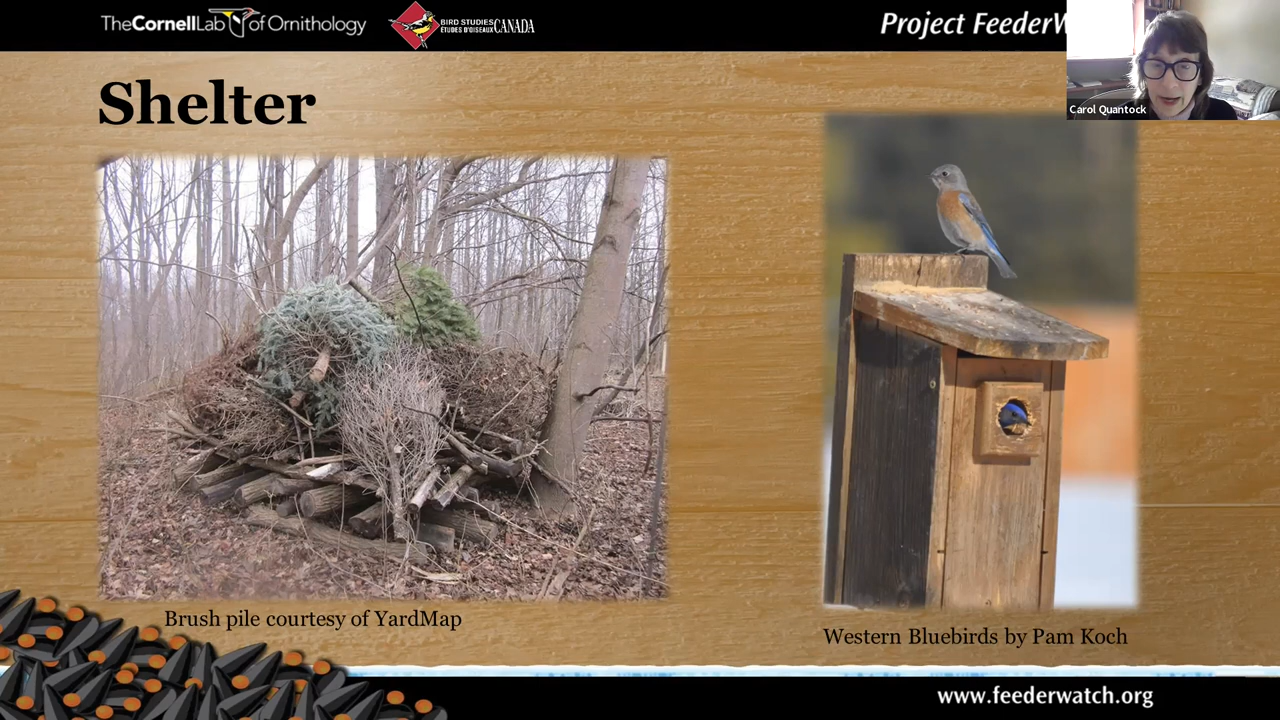 TheCornellLab of Ornithology
BIRD STUDIES
ÉTUDES D'OISEAUX CANADA
Project FeederW
Carol Quantock
Shelter
Brush pile courtesy of YardMap
Western Bluebirds by Pam Koch
www.feederwatch.org